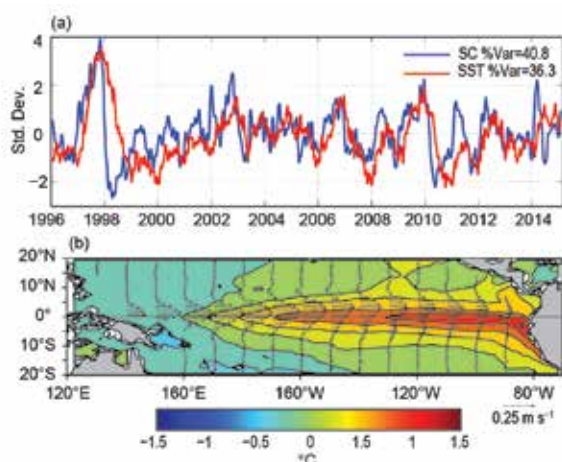 (a)
4
2
0
−2
Std. Dev.
SC %Var=40.8
SST %Var=36.3
1996 1998 2000 2002 2004 2006 2008 2010 2012 2014
(b)
20°N
10°N
0°
10°S
20°S
120°E 160°E 160°W 120°W 80°W
0.25 m s⁻¹
−1.5 −1 −0.5 0 0.5 1 1.5
°C